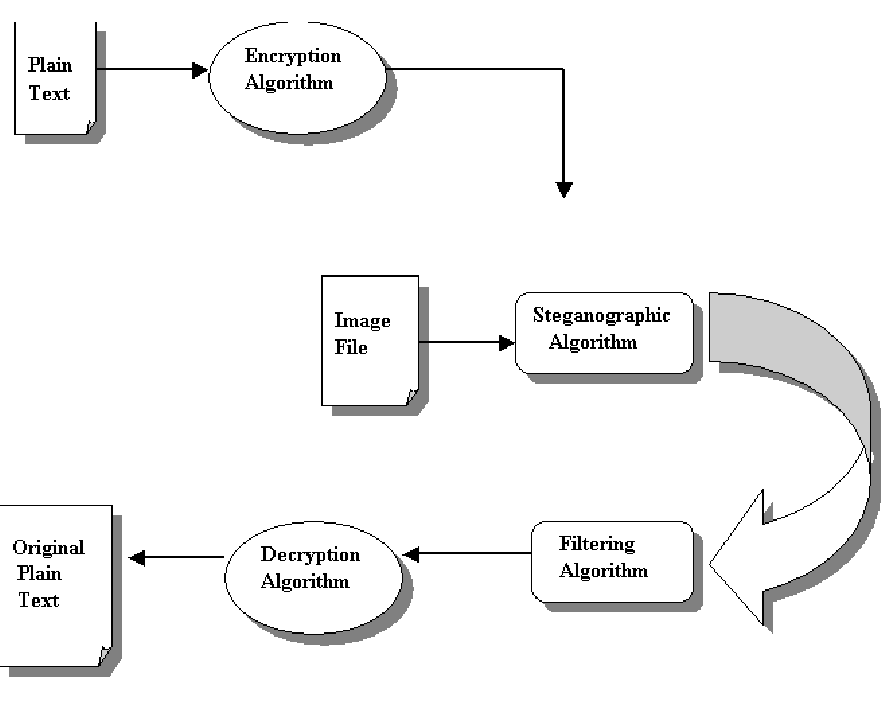 Plain
Text
Encryption
Algorithm
Image
File
Steganographic
Algorithm
Filtering
Algorithm
Decryption
Algorithm
Original
Plain
Text